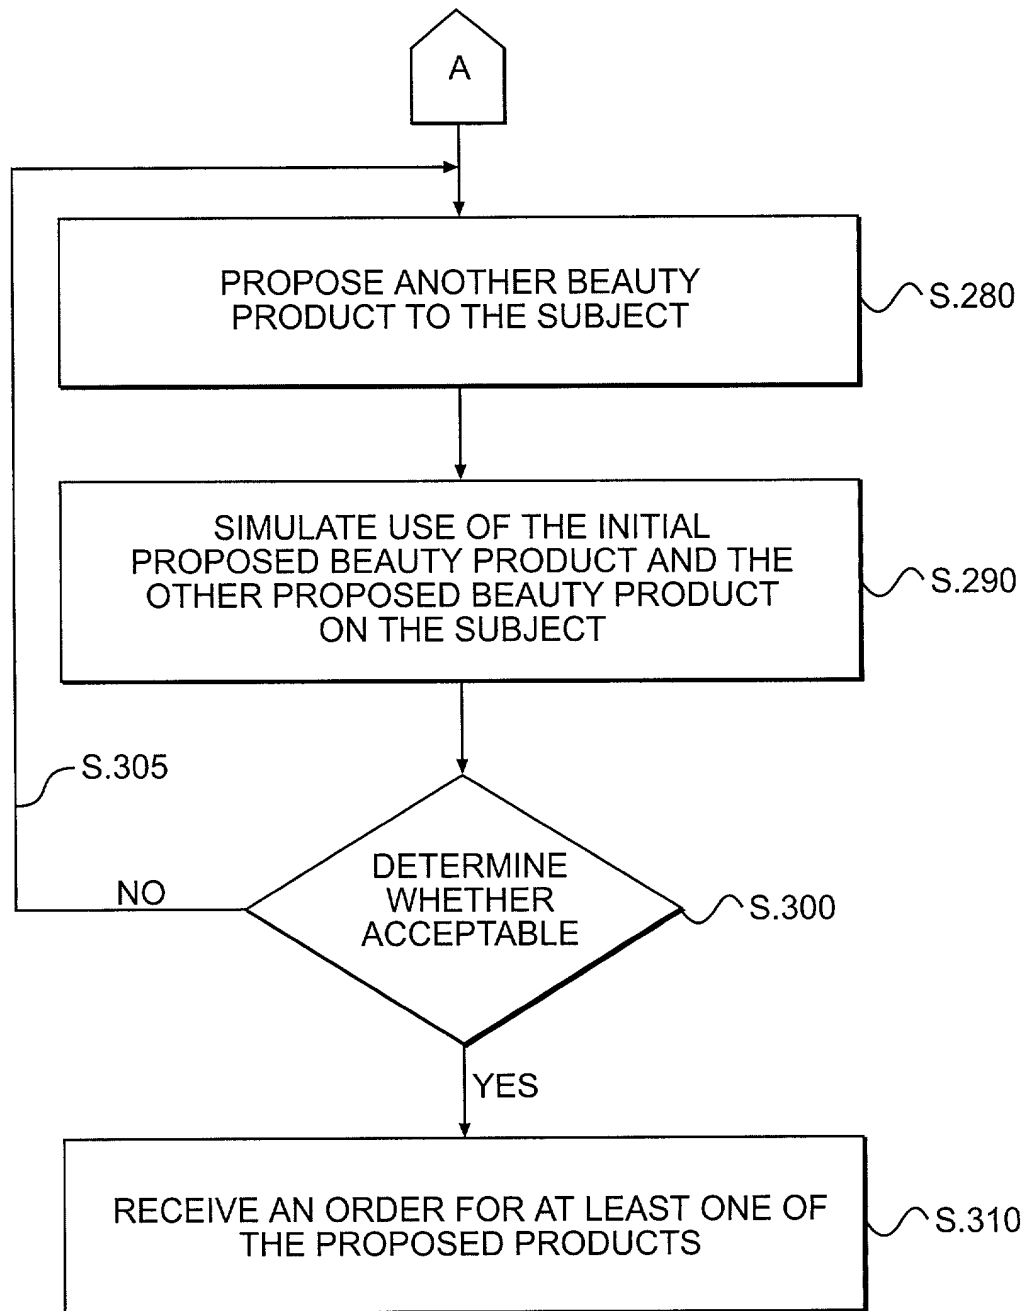 A
PROPOSE ANOTHER BEAUTY
PRODUCT TO THE SUBJECT
S.280
SIMULATE USE OF THE INITIAL
PROPOSED BEAUTY PRODUCT AND THE
OTHER PROPOSED BEAUTY PRODUCT
ON THE SUBJECT
S.290
S.305
DETERMINE
WHETHER
ACCEPTABLE
S.300
NO
YES
RECEIVE AN ORDER FOR AT LEAST ONE OF
THE PROPOSED PRODUCTS
S.310